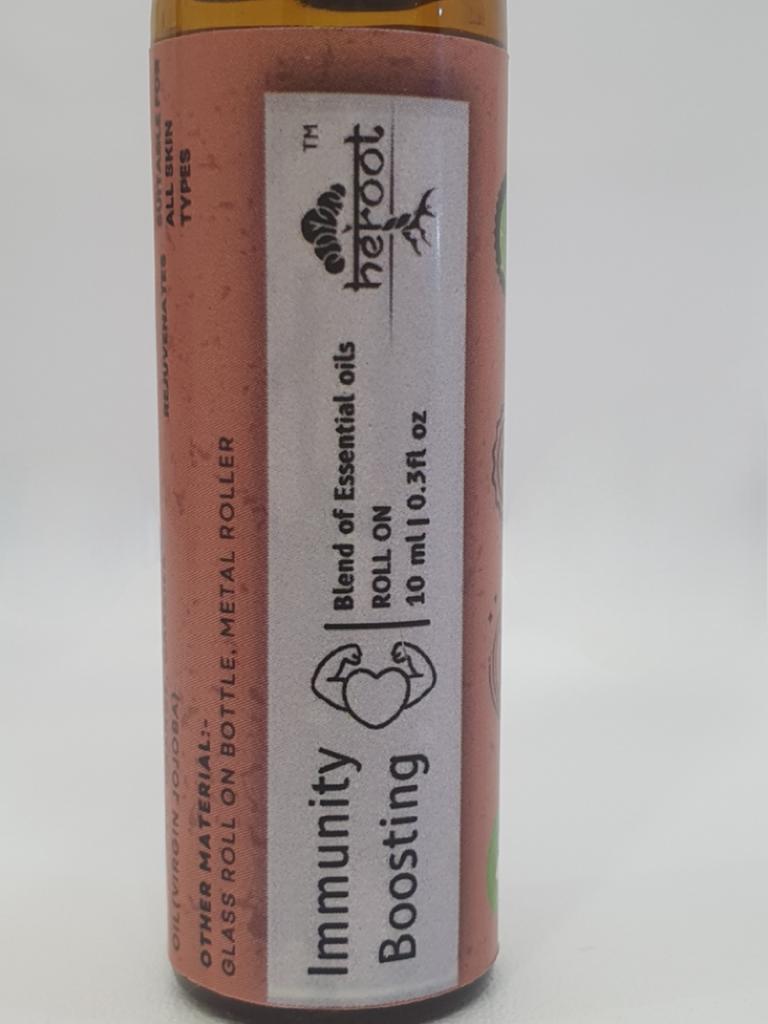 SUITABLE FOR
ALL SKIN
TYPES
REJUVENATES
OIL(VIRGIN JOJOBA)
OTHER MATERIAL:-
GLASS ROLL ON BOTTLE, METAL ROLLER
Immunity
Boosting
Blend of Essential oils
ROLL ON
10 ml | 0.3fl oz
heroot
TM